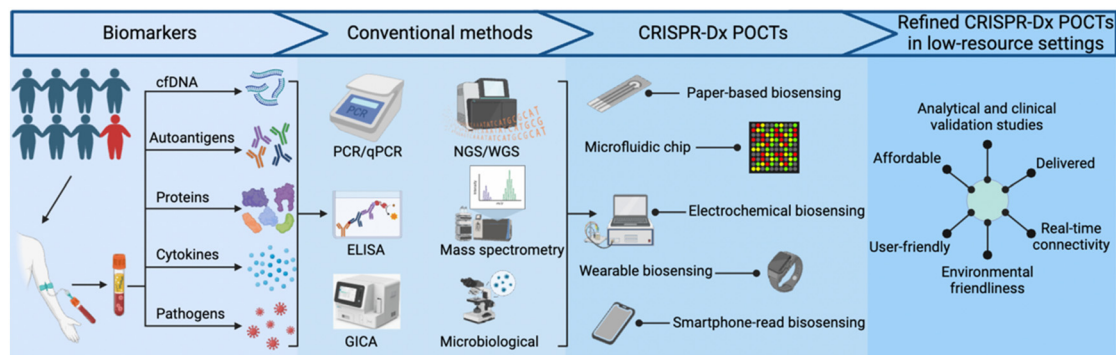 Biomarkers
Conventional methods
CRISPR-Dx POCTs
Refined CRISPR-Dx POCTs
in low-resource settings
cfDNA
Autoantigens
Proteins
Cytokines
Pathogens
PCR
PCR/qPCR
NGS/WGS
ELISA
Mass spectrometry
GICA
Microbiological
Paper-based biosensing
Microfluidic chip
Electrochemical biosensing
Wearable biosensing
Smartphone-read bisosensing
Analytical and clinical
validation studies
Affordable
Delivered
User-friendly
Real-time
connectivity
Environmental
friendliness